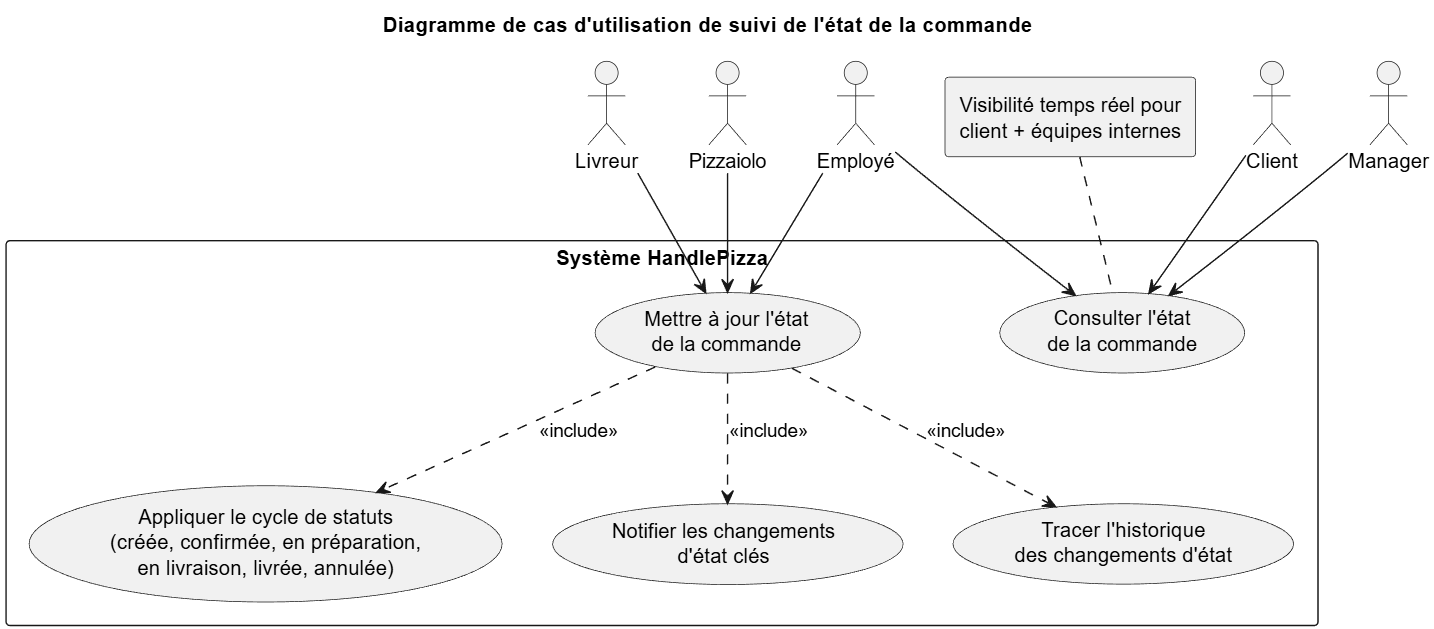 Diagramme de cas d'utilisation de suivi de l'état de la commande
Livreur
Pizzaiolo
Employé
Visibilité temps réel pour
client + équipes internes
Client
Manager
Système HandlePizza
Mettre à jour l'état
de la commande
Consulter l'état
de la commande
«include»
«include»
«include»
Appliquer le cycle de statuts
(créée, confirmée, en préparation,
en livraison, livrée, annulée)
Notifier les changements
d'état clés
Tracer l'historique
des changements d'état